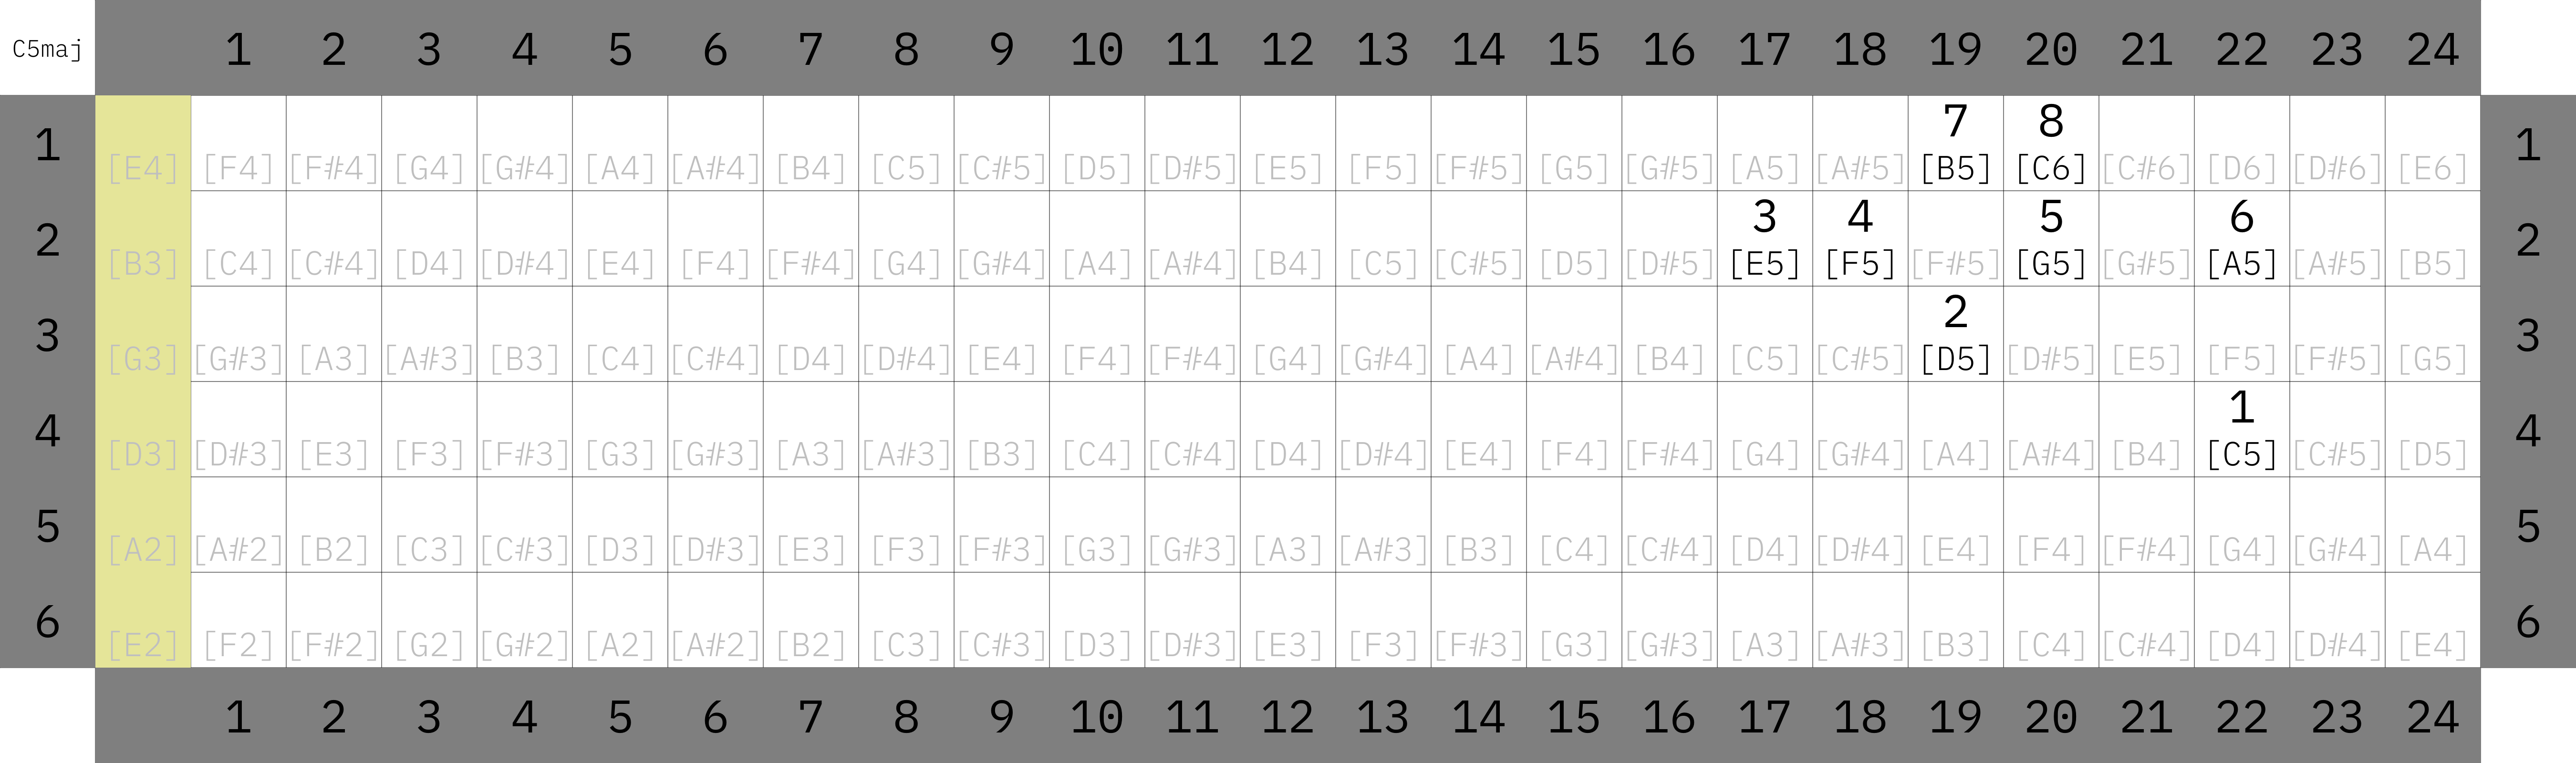 C5maj 1 2 3 4 5 6 7 8 9 10 11 12 13 14 15 16 17 18 19 20 21 22 23 24
7 8
1 [E4] [F4] [F#4] [G4] [G#4] [A4] [A#4] [B4] [C5] [C#5] [D5] [D#5] [E5] [F5] [F#5] [G5] [G#5] [A5] [A#5] [B5] [C6] [C#6] [D6] [D#6] [E6] 1
3 4 5 6
2 [B3] [C4] [C#4] [D4] [D#4] [E4] [F4] [F#4] [G4] [G#4] [A4] [A#4] [B4] [C5] [C#5] [D5] [D#5] [E5] [F5] [F#5] [G5] [G#5] [A5] [A#5] [B5] 2
2
3 [G3] [G#3] [A3] [A#3] [B3] [C4] [C#4] [D4] [D#4] [E4] [F4] [F#4] [G4] [G#4] [A4] [A#4] [B4] [C5] [C#5] [D5] [D#5] [E5] [F5] [F#5] [G5] 3
1
4 [D3] [D#3] [E3] [F3] [F#3] [G3] [G#3] [A3] [A#3] [B3] [C4] [C#4] [D4] [D#4] [E4] [F4] [F#4] [G4] [G#4] [A4] [A#4] [B4] [C5] [C#5] [D5] 4
5 [A2] [A#2] [B2] [C3] [C#3] [D3] [D#3] [E3] [F3] [F#3] [G3] [G#3] [A3] [A#3] [B3] [C4] [C#4] [D4] [D#4] [E4] [F4] [F#4] [G4] [G#4] [A4] 5
6 [E2] [F2] [F#2] [G2] [G#2] [A2] [A#2] [B2] [C3] [C#3] [D3] [D#3] [E3] [F3] [F#3] [G3] [G#3] [A3] [A#3] [B3] [C4] [C#4] [D4] [D#4] [E4] 6
1 2 3 4 5 6 7 8 9 10 11 12 13 14 15 16 17 18 19 20 21 22 23 24